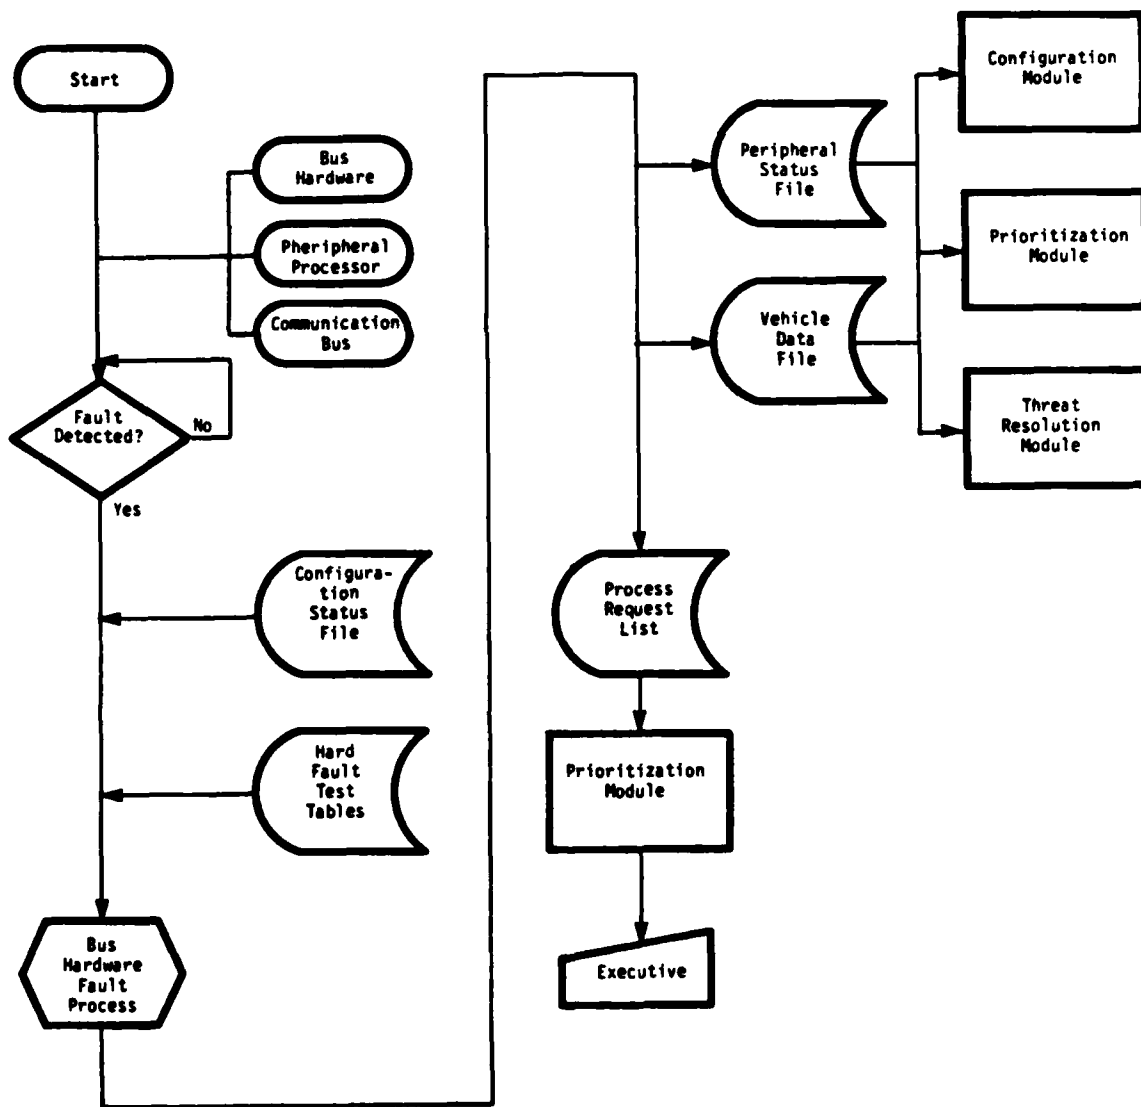 Start
Bus
Hardware
Pheripheral
Processor
Communication
Bus
Fault
Detected?
No
Yes
Configura-
tion
Status
File
Hard
Fault
Test
Tables
Bus
Hardware
Fault
Process
Peripheral
Status
File
Vehicle
Data
File
Configuration
Module
Prioritization
Module
Threat
Resolution
Module
Process
Request
List
Prioritization
Module
Executive